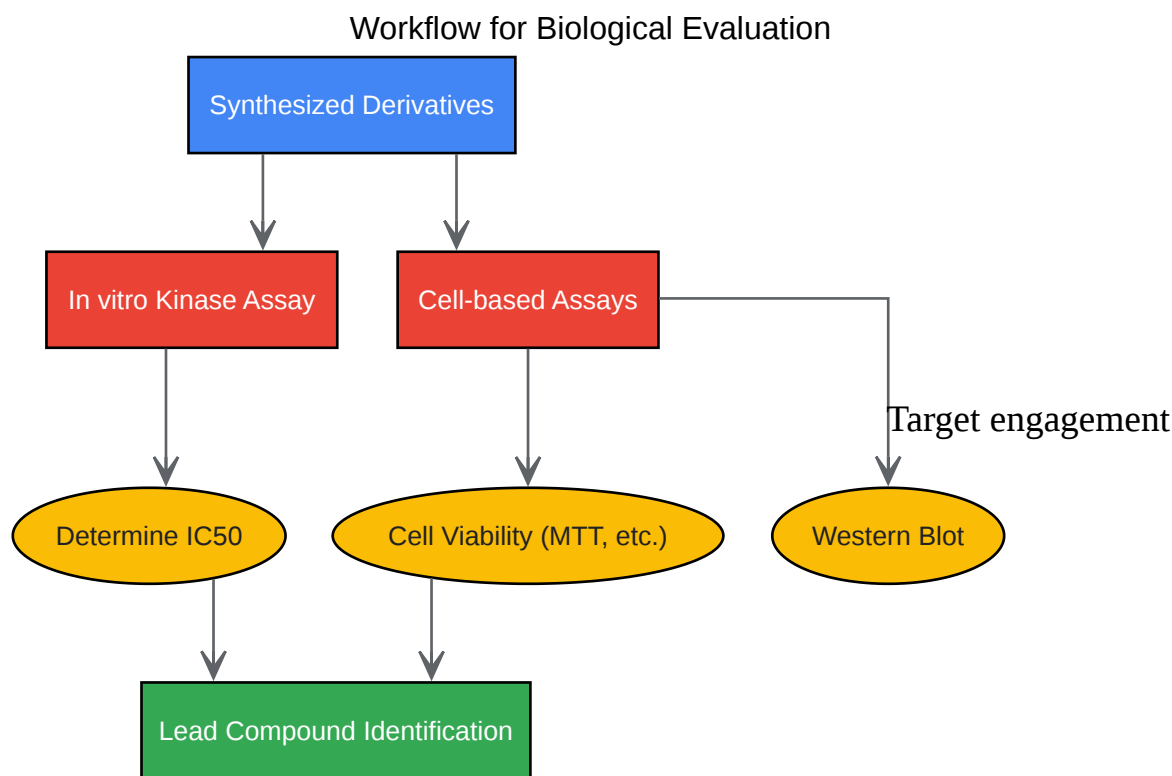 Workflow for Biological Evaluation
Synthesized Derivatives
In vitro Kinase Assay
Cell-based Assays
Target engagement
Determine IC50
Cell Viability (MTT, etc.)
Western Blot
Lead Compound Identification